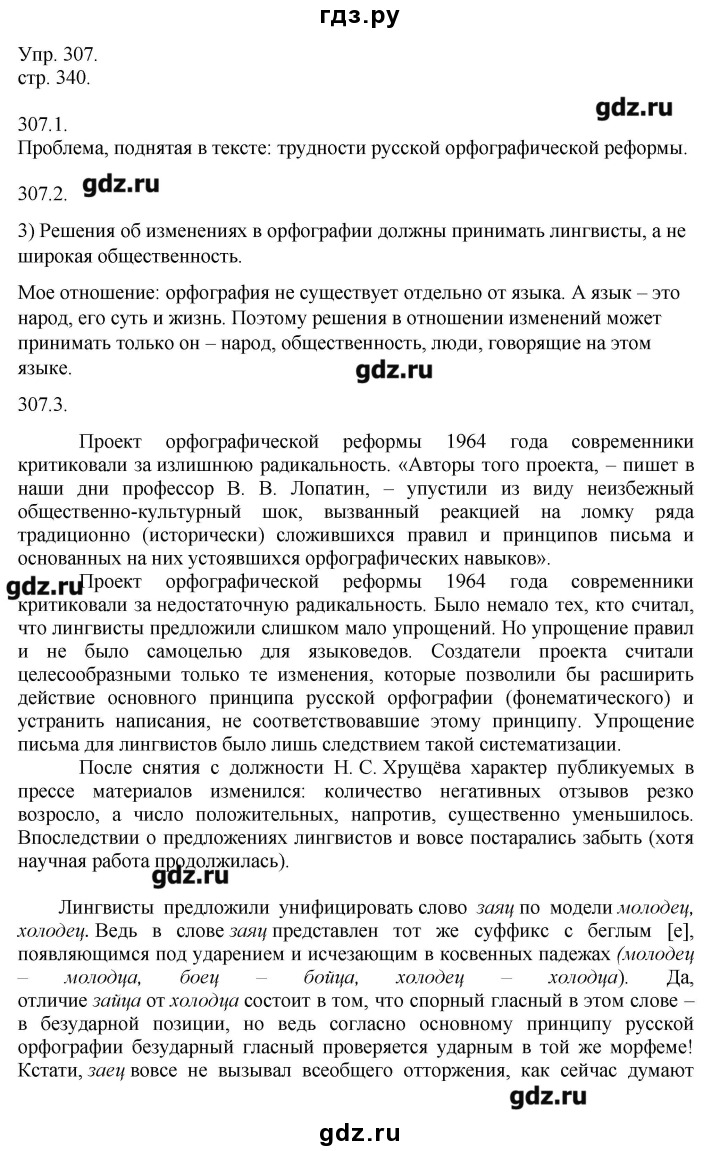 гдз.ру
Упр. 307.
стр. 340.
gdz.ru
307.1.
Проблема, поднятая в тексте: трудности русской орфографической реформы.
gdz.ru
307.2.
3) Решения об изменениях в орфографии должны принимать лингвисты, а не
широкая общественность.
Мое отношение: орфография не существует отдельно от языка. А язык – это
народ, его суть и жизнь. Поэтому решения в отношении изменений может
принимать только он – народ, общественность, люди, говорящие на этом
языке.
gdz.ru
307.3.
Проект орфографической реформы 1964 года современники
критиковали за излишнюю радикальность. «Авторы того проекта, – пишет в
наши дни профессор В. В. Лопатин, – упустили из виду неизбежный
общественно-культурный шок, вызванный реакцией на ломку ряда
традиционно (исторически) сложившихся правил и принципов письма и
основанных на них устоявшихся орфографических навыков».
gdz.ru
Проект орфографической реформы 1964 года современники
критиковали за недостаточную радикальность. Было немало тех, кто считал,
что лингвисты предложили слишком мало упрощений. Но упрощение правил
и не было самоцелью для языковедов. Создатели проекта считали
целесообразными только те изменения, которые позволили бы расширить
действие основного принципа русской орфографии (фонематического) и
устранить написания, не соответствовавшие этому принципу. Упрощение
письма для лингвистов было лишь следствием такой систематизации.
После снятия с должности Н. С. Хрущёва характер публикуемых в
прессе материалов изменился: количество негативных отзывов резко
возросло, а число положительных, напротив, существенно уменьшилось.
Впоследствии о предложениях лингвистов и вовсе постарались забыть (хотя
научная работа продолжилась).
gdz.ru
Лингвисты предложили унифицировать слово заяц по модели молодец,
холодец. Ведь в слове заяц представлен тот же суффикс с беглым [е],
появляющимся под ударением и исчезающим в косвенных падежах (молодец
– молодца, боец – бойца, холодец – холодца). Да,
отличие зайца от холодца состоит в том, что спорный гласный в этом слове –
в безударной позиции, но ведь согласно основному принципу русской
орфографии безударный гласный проверяется ударным в той же морфеме!
Кстати, заец вовсе не вызывал всеобщего отторжения, как сейчас думают
gdz.ru
gdz.ru